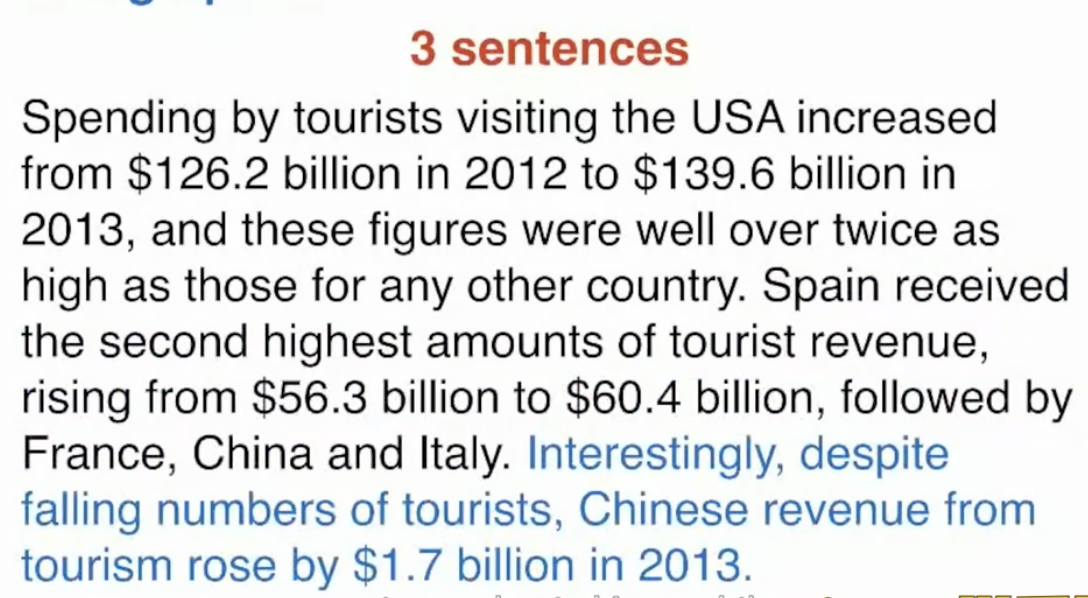 3 sentences
Spending by tourists visiting the USA increased
from $126.2 billion in 2012 to $139.6 billion in
2013, and these figures were well over twice as
high as those for any other country. Spain received
the second highest amounts of tourist revenue,
rising from $56.3 billion to $60.4 billion, followed by
France, China and Italy. Interestingly, despite
falling numbers of tourists, Chinese revenue from
tourism rose by $1.7 billion in 2013.